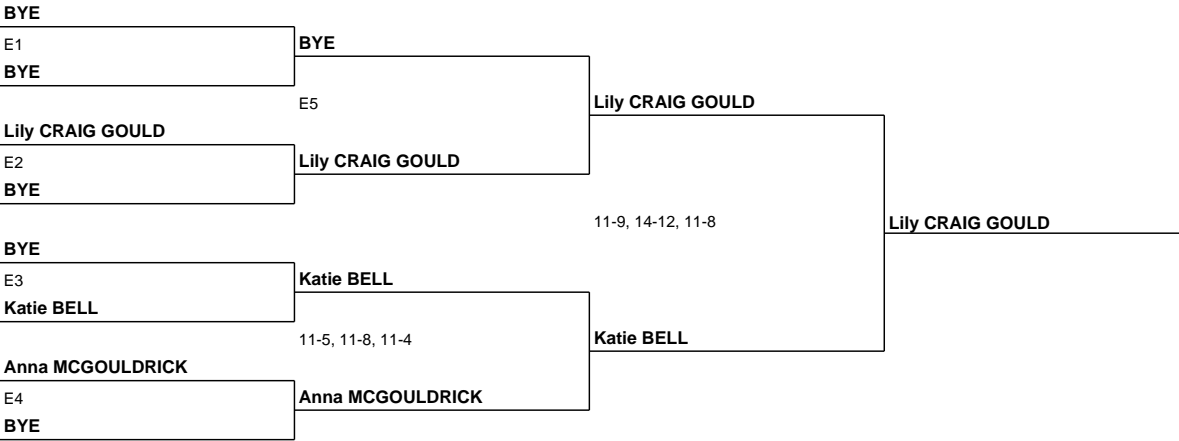 BYE
E1
BYE
BYE
E5
Lily CRAIG GOULD
Lily CRAIG GOULD
E2
Lily CRAIG GOULD
BYE
11-9, 14-12, 11-8
Lily CRAIG GOULD
BYE
E3
Katie BELL
Katie BELL
11-5, 11-8, 11-4
Katie BELL
Anna MCGOULDRICK
E4
Anna MCGOULDRICK
BYE